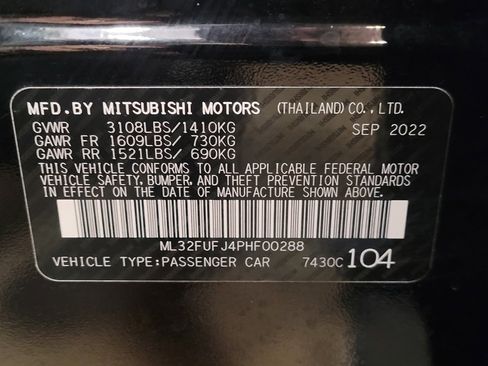 MFD.BY MITSUBISHI MOTORS (THAILAND)CO.,LTD.
GVWR 3108LBS/1410KG SEP 2022
GAWR FR 1609LBS/ 730KG
GAWR RR 1521LBS/ 690KG
THIS VEHICLE CONFORMS TO ALL APPLICABLE FEDERAL MOTOR
VEHICLE SAFETY, BUMPER, AND THEFT PREVENTION STANDARDS
IN EFFECT ON THE DATE OF MANUFACTURE SHOWN ABOVE.
ML32FUFJ4PHF00288
VEHICLE TYPE:PASSENGER CAR 7430C 104